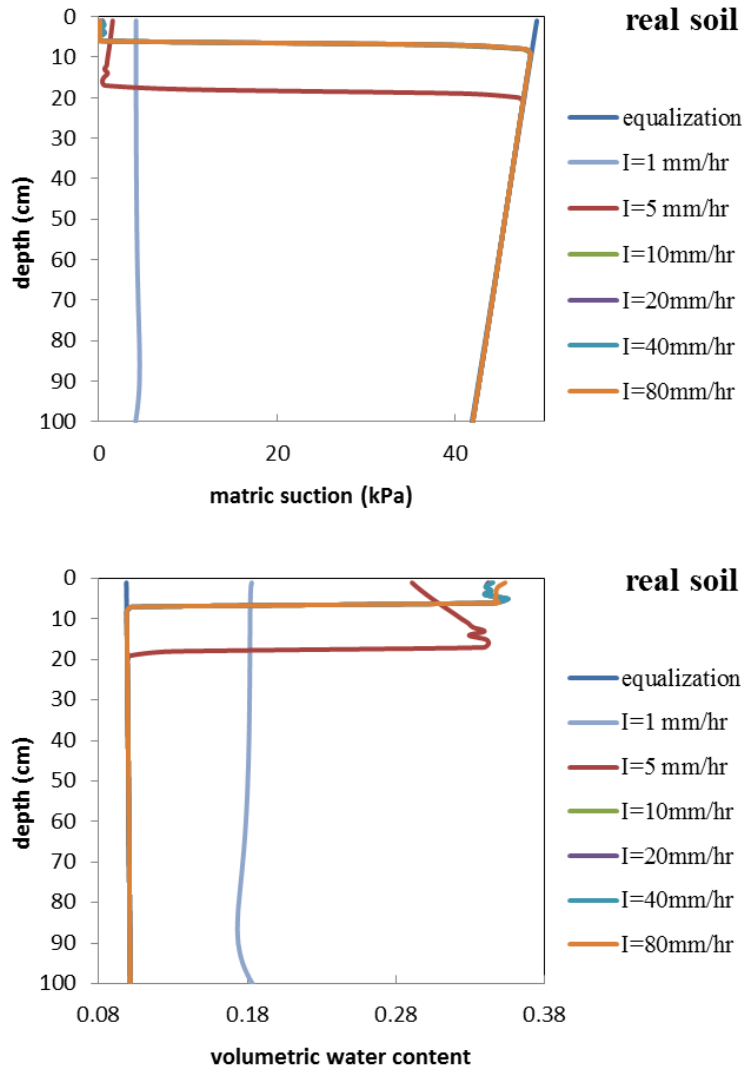 real soil
0
10
20
30
40
50
60
70
80
90
100
depth (cm)
0
20
40
matric suction (kPa)
equalization
I=1 mm/hr
I=5 mm/hr
I=10mm/hr
I=20mm/hr
I=40mm/hr
I=80mm/hr
real soil
0
10
20
30
40
50
60
70
80
90
100
depth (cm)
0.08
0.18
0.28
0.38
volumetric water content
equalization
I=1 mm/hr
I=5 mm/hr
I=10mm/hr
I=20mm/hr
I=40mm/hr
I=80mm/hr